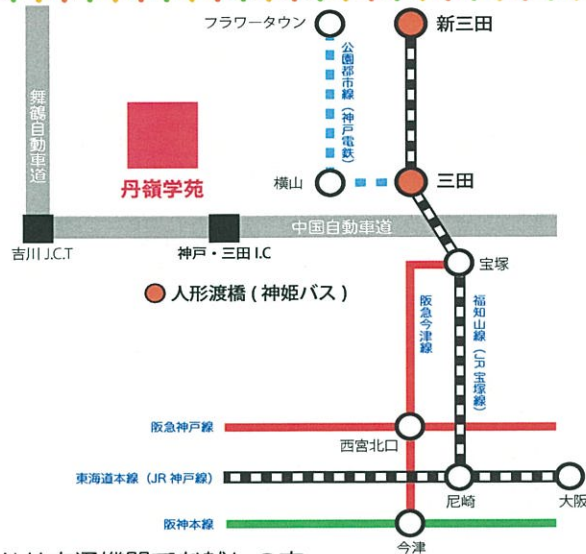 フラワータウン
新三田
公園都市線(神戸電鉄)
舞鶴自動車道
丹嶺学苑
横山
三田
中国自動車道
吉川 J.C.T
神戸・三田 I.C
宝塚
人形渡橋(神姫バス)
阪急今津線
福知山線(JR宝塚線)
阪急神戸線
西宮北口
東海道本線(JR神戸線)
尼崎
大阪
阪神本線
今津